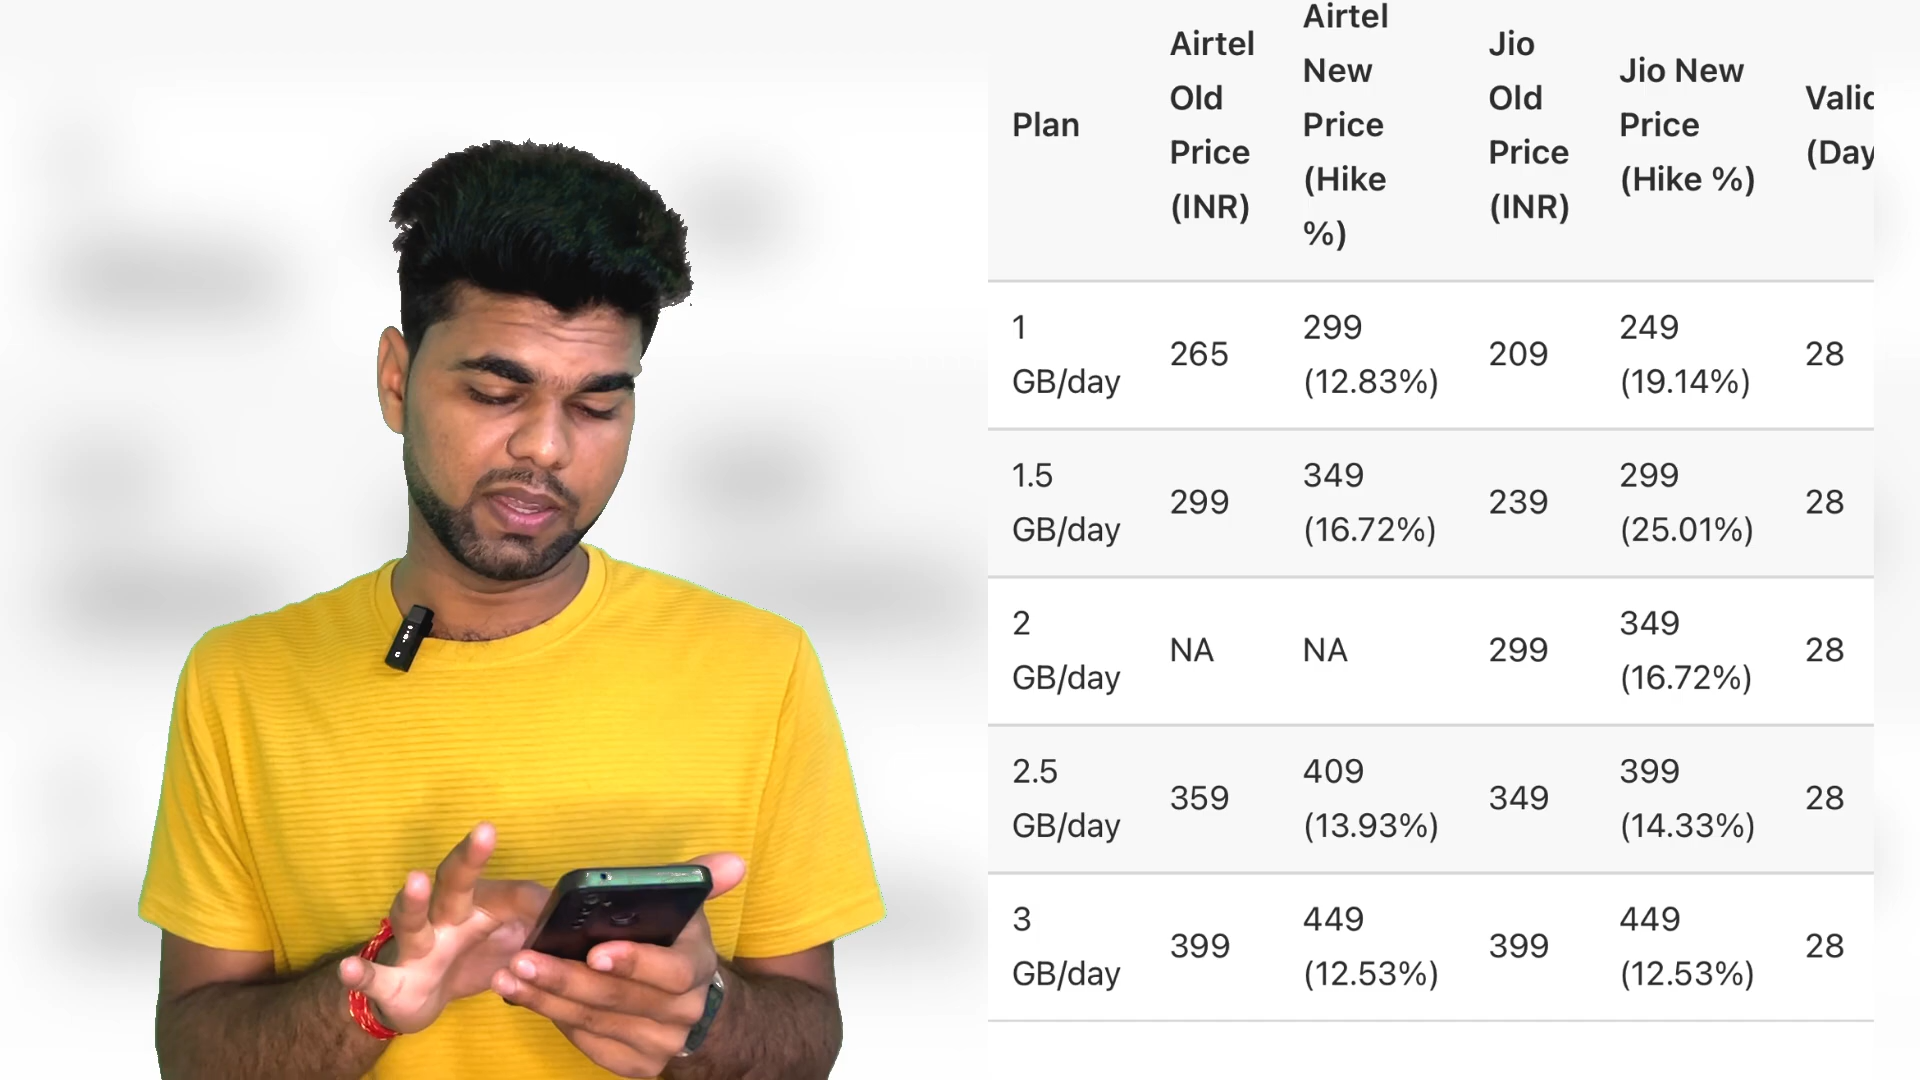 Plan
Airtel
Old
Price
(INR)
Airtel
New
Price
(Hike
%)
Jio
Old
Price
(INR)
Jio New
Price
(Hike %)
Valid
(Day
1
GB/day
265
299
(12.83%)
209
249
(19.14%)
28
1.5
GB/day
299
349
(16.72%)
239
299
(25.01%)
28
2
GB/day
NA
NA
299
349
(16.72%)
28
2.5
GB/day
359
409
(13.93%)
349
399
(14.33%)
28
3
GB/day
399
449
(12.53%)
399
449
(12.53%)
28